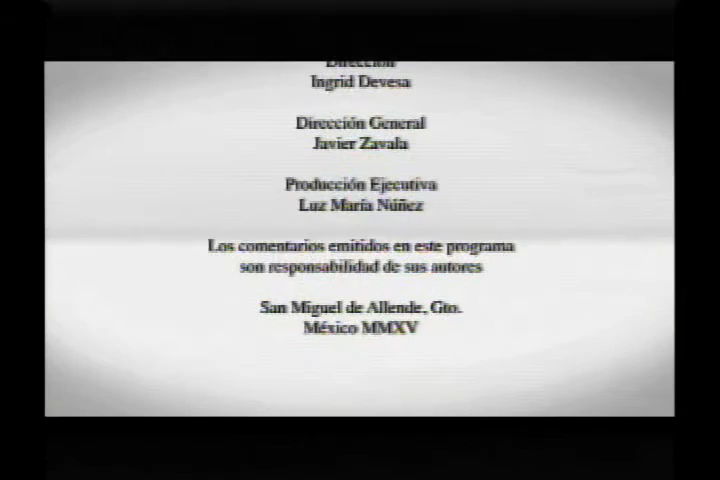 Dirección
Ingrid Devesa
Dirección General
Javier Zavala
Producción Ejecutiva
Luz María Núñez
Los comentarios emitidos en este programa
son responsabilidad de sus autores
San Miguel de Allende, Gto.
México MMXV